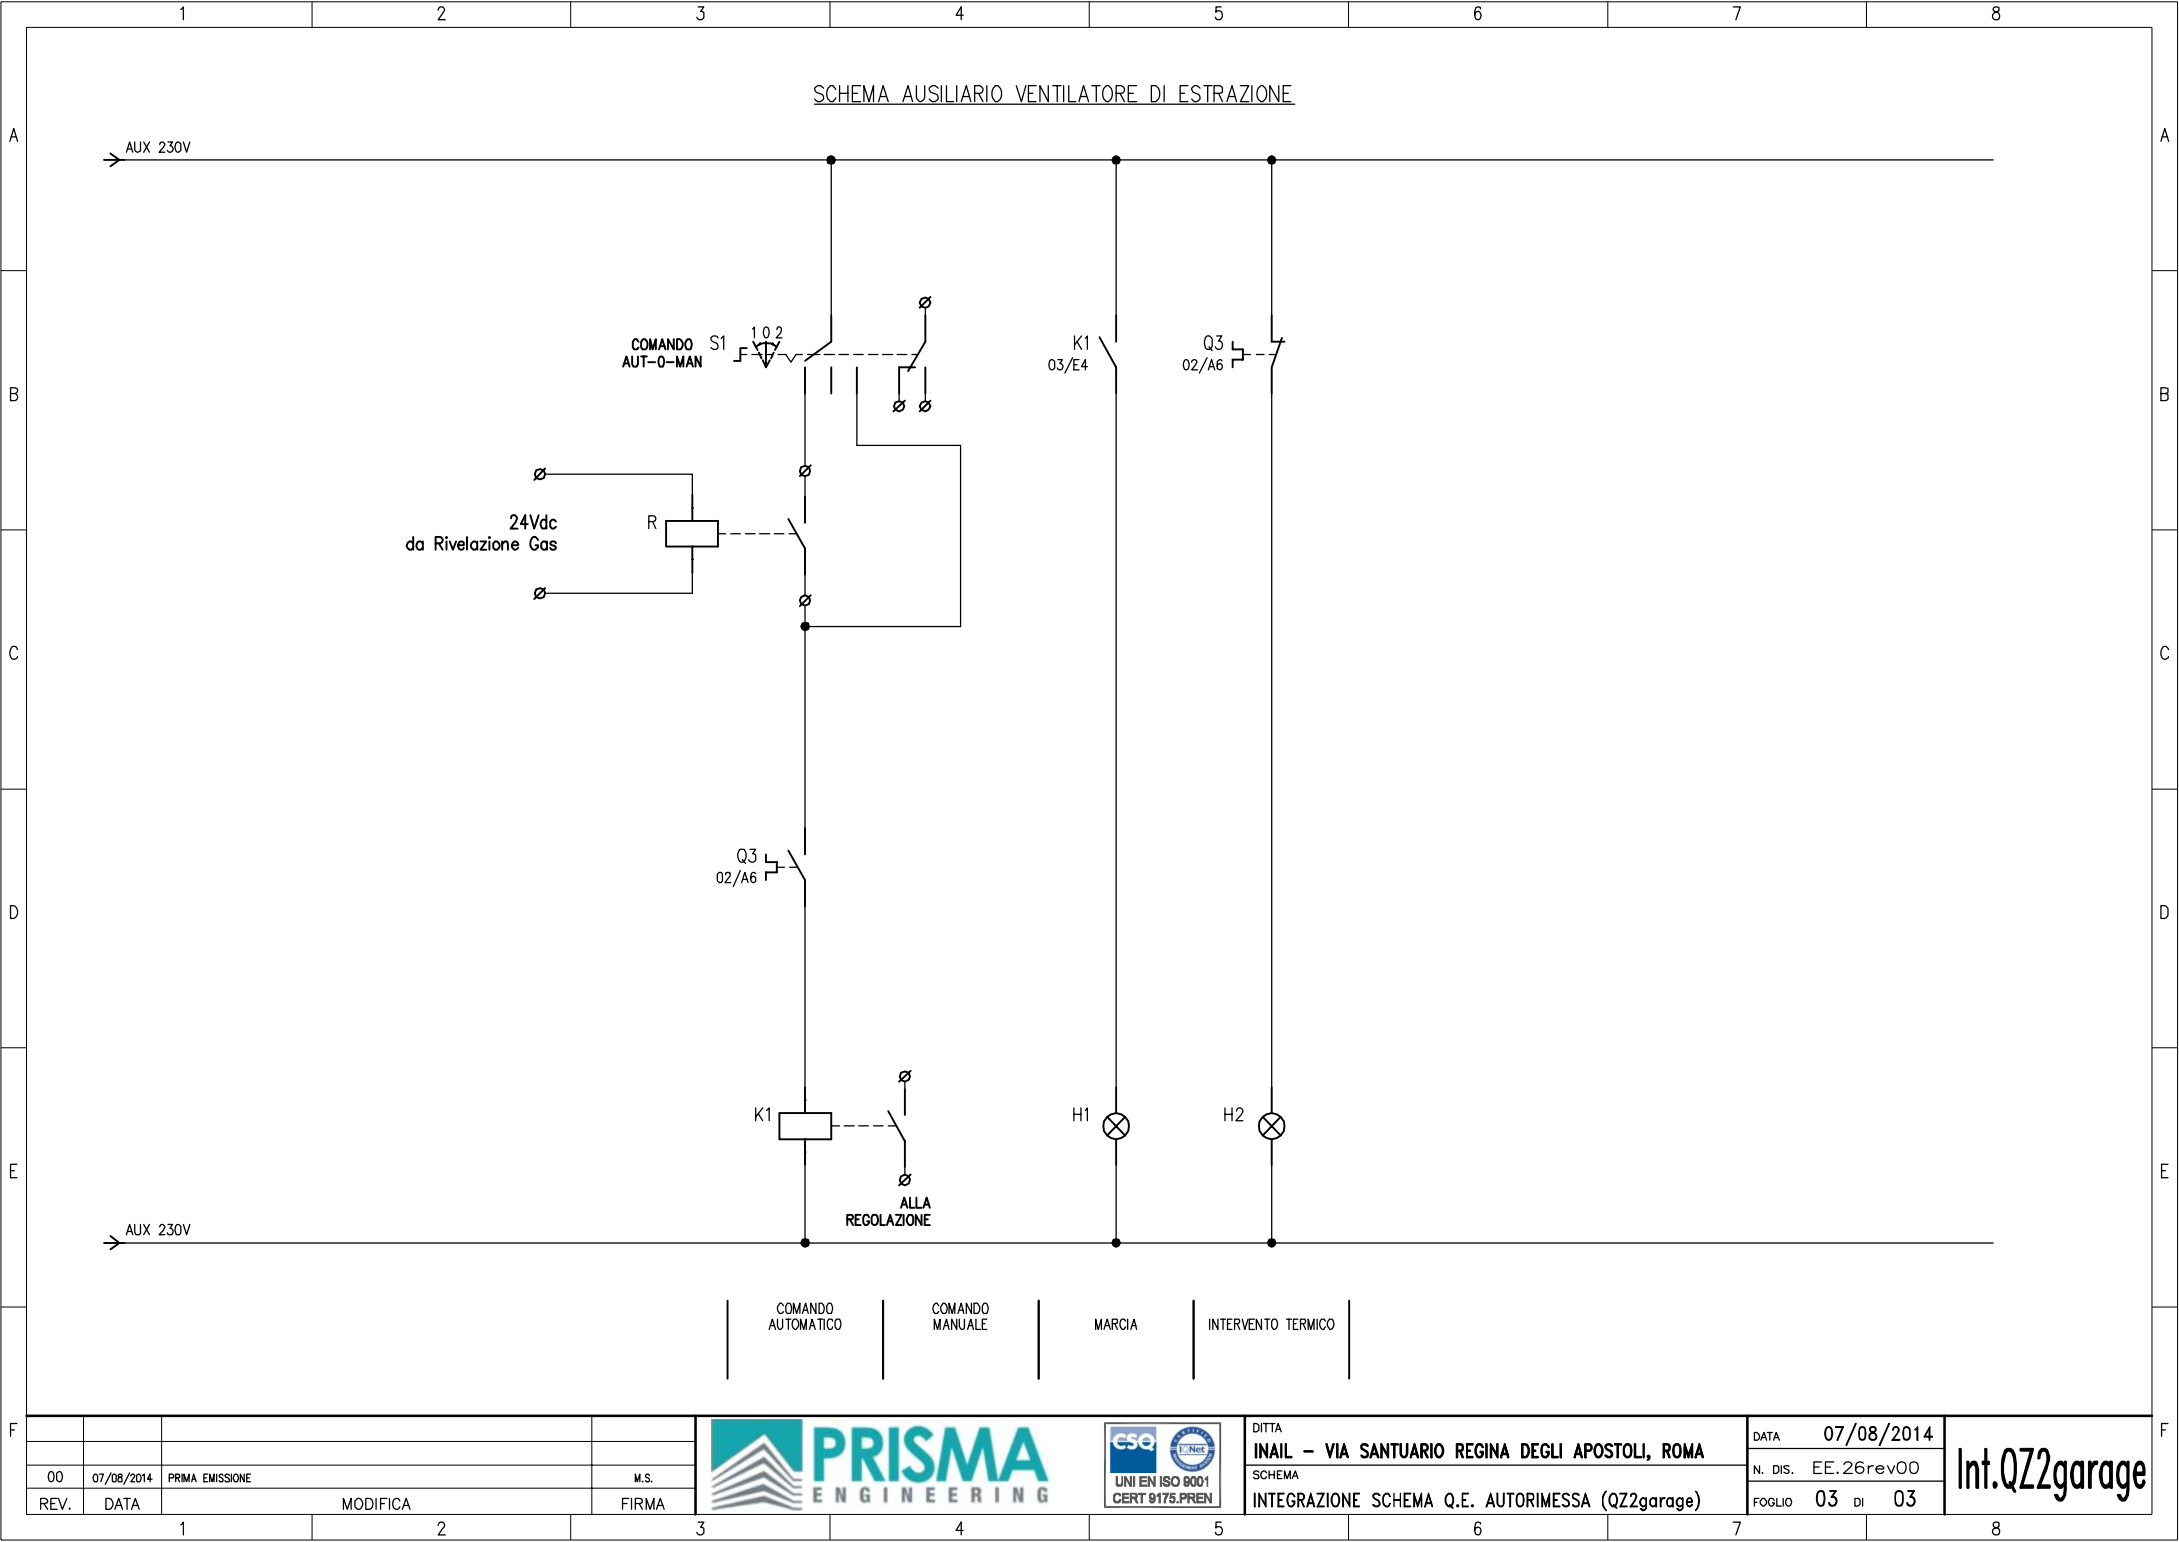 1 2 3 4 5 6 7 8
SCHEMA AUSILIARIO VENTILATORE DI ESTRAZIONE
A A
AUX 230V
COMANDO
AUT-O-MAN
S1
1 0 2
K1
03/E4
Q3
02/A6
B B
24Vdc
da Rivelazione Gas
R
C C
Q3
02/A6
D D
K1
H1
H2
E E
ALLA
REGOLAZIONE
AUX 230V
COMANDO
AUTOMATICO
COMANDO
MANUALE
MARCIA
INTERVENTO TERMICO
F F
00 07/08/2014 PRIMA EMISSIONE M.S.
REV. DATA MODIFICA FIRMA
PRISMA
ENGINEERING
CSQ
CERTIFIED
IQNet
MANAGEMENT SYSTEM
UNI EN ISO 9001
CERT 9175.PREN
DITTA
INAIL - VIA SANTUARIO REGINA DEGLI APOSTOLI, ROMA
SCHEMA
INTEGRAZIONE SCHEMA Q.E. AUTORIMESSA (QZ2garage)
DATA 07/08/2014
N. DIS. EE.26rev00
FOGLIO 03 DI 03
Int.QZ2garage
1 2 3 4 5 6 7 8